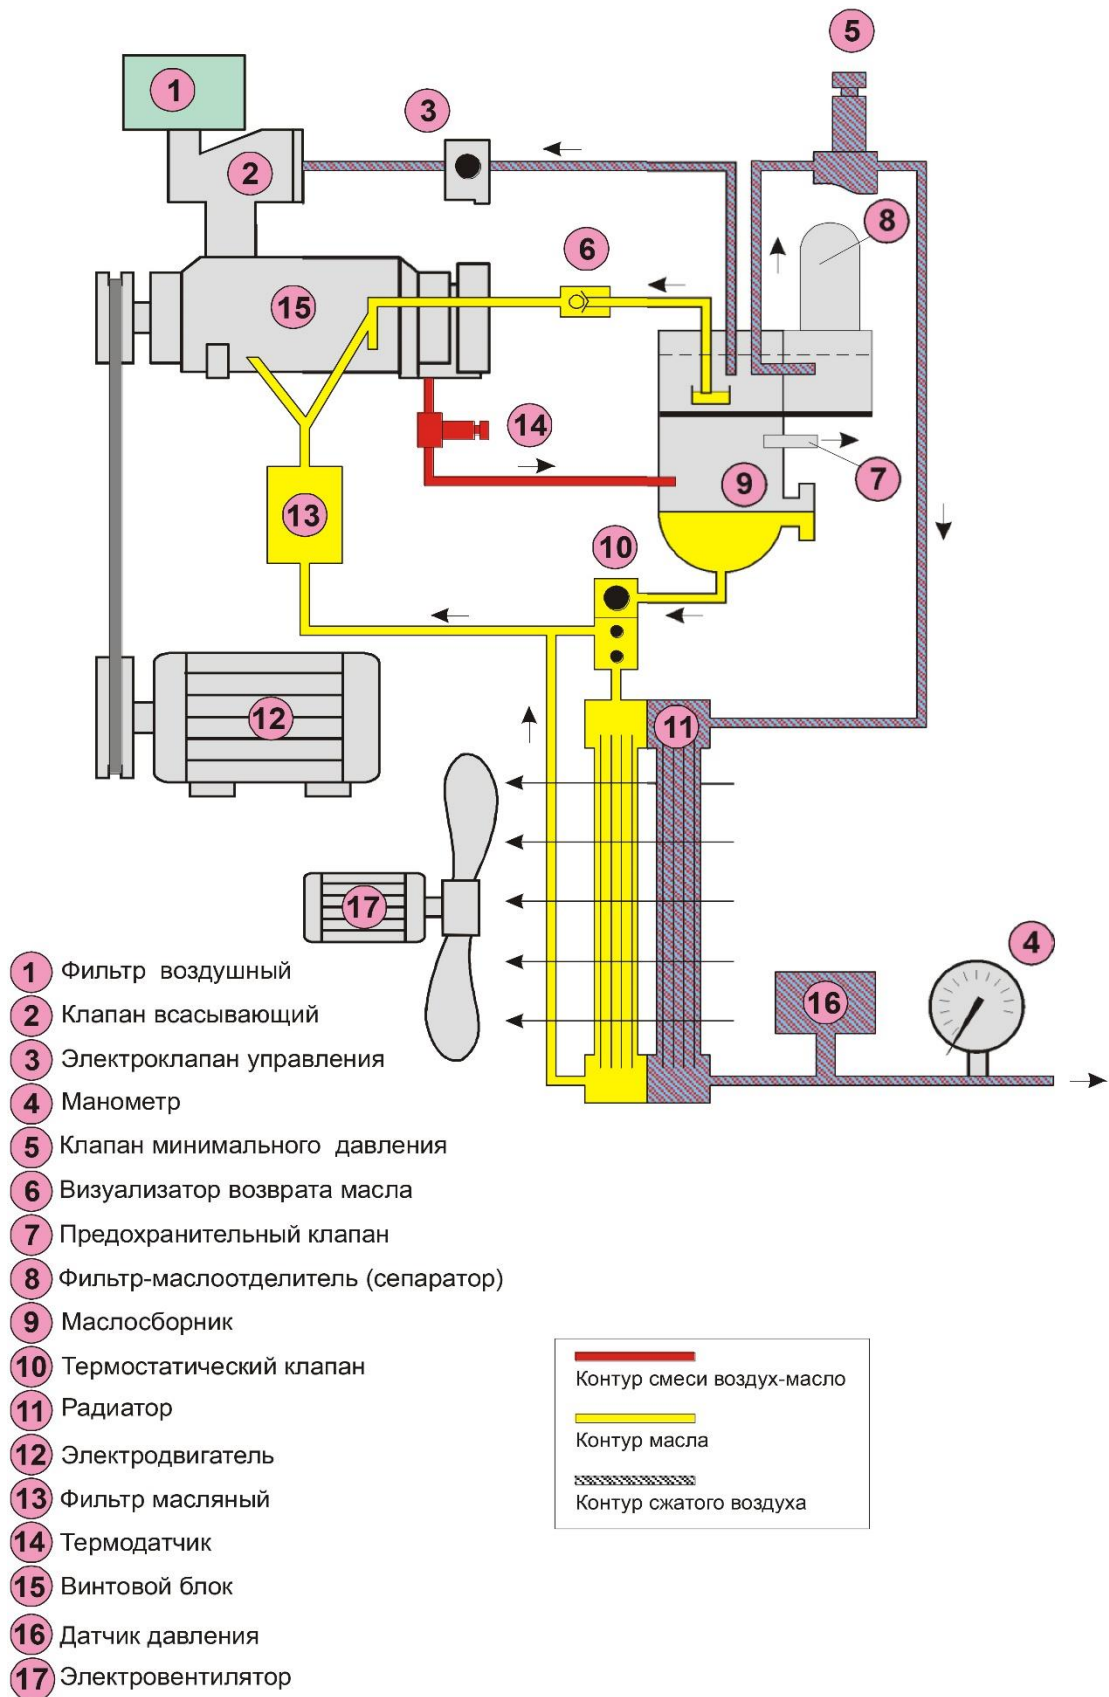 5
1
3
2
8
6
15
14
9
7
13
10
12
11
17
4
16
1 Фильтр воздушный
2 Клапан всасывающий
3 Электроклапан управления
4 Манометр
5 Клапан минимального давления
6 Визуализатор возврата масла
7 Предохранительный клапан
8 Фильтр-маслоотделитель (сепаратор)
9 Маслосборник
10 Термостатический клапан
11 Радиатор
12 Электродвигатель
13 Фильтр масляный
14 Термодатчик
15 Винтовой блок
16 Датчик давления
17 Электровентилятор
Контур смеси воздух-масло
Контур масла
Контур сжатого воздуха